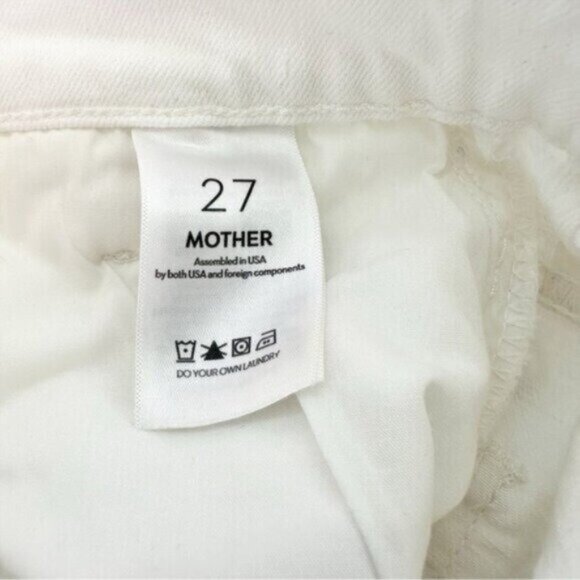 27
MOTHER
Assembled in USA
by both USA and foreign components
DO YOUR OWN LAUNDRY